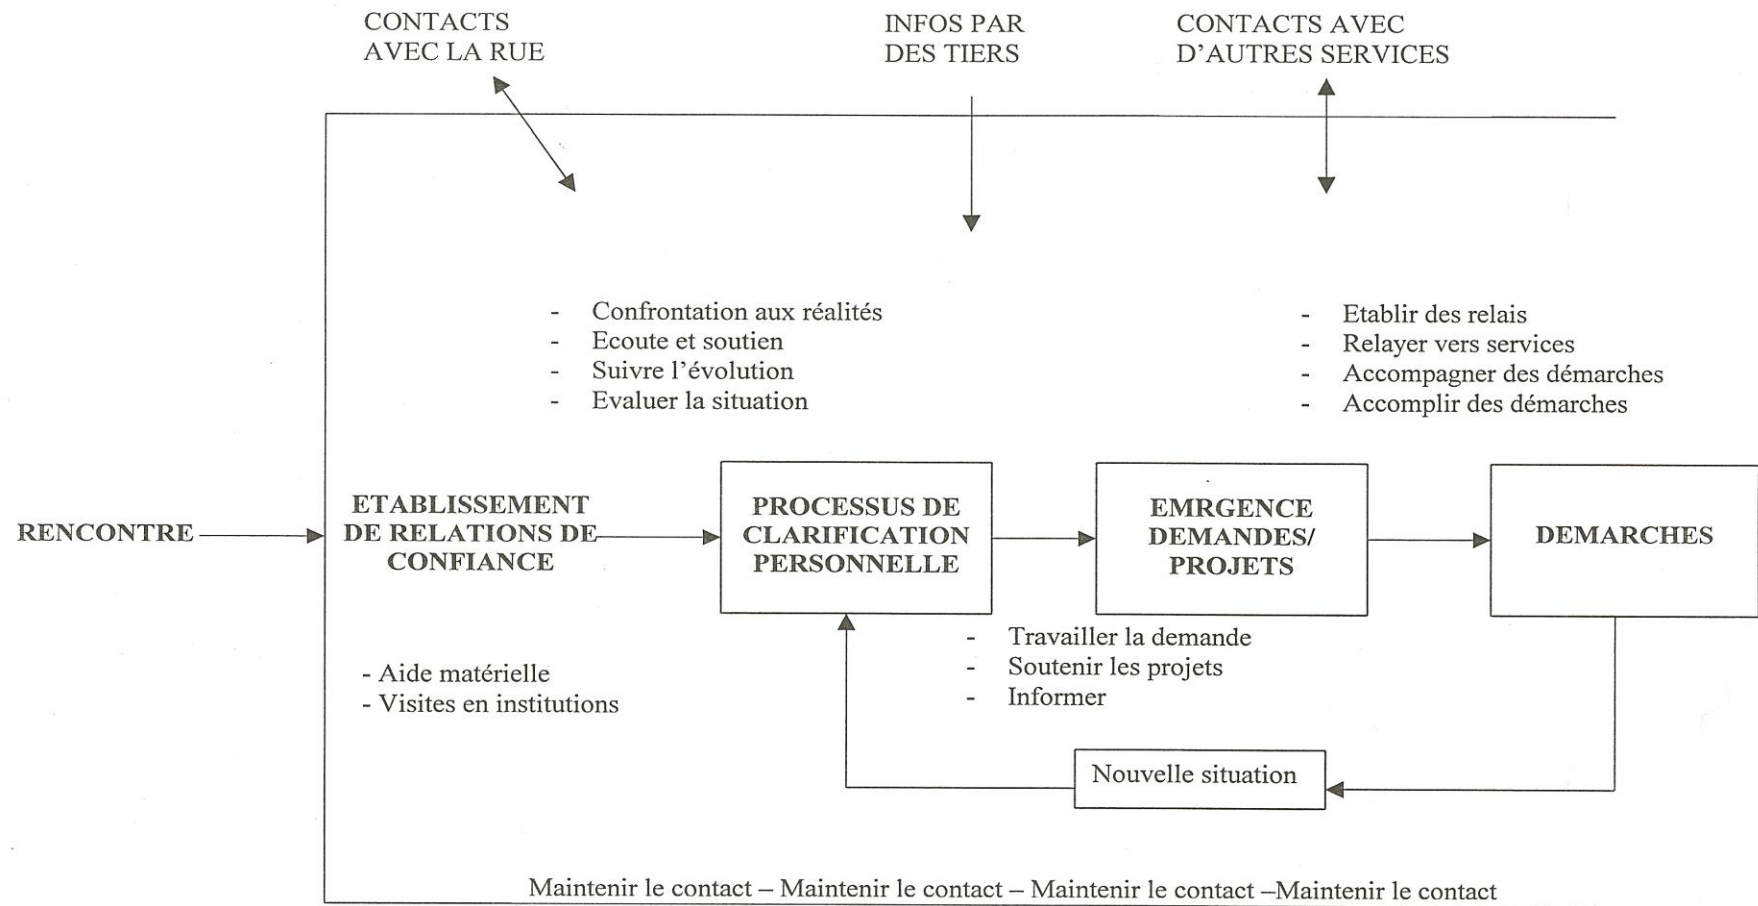 CONTACTS
AVEC LA RUE
INFOS PAR
DES TIERS
CONTACTS AVEC
D'AUTRES SERVICES
- Confrontation aux réalités
- Ecoute et soutien
- Suivre l'évolution
- Evaluer la situation
- Etablir des relais
- Relayer vers services
- Accompagner des démarches
- Accomplir des démarches
RENCONTRE
ETABLISSEMENT
DE RELATIONS DE
CONFIANCE
PROCESSUS DE
CLARIFICATION
PERSONNELLE
EMRGENCE
DEMANDES/
PROJETS
DEMARCHES
- Aide matérielle
- Visites en institutions
- Travailler la demande
- Soutenir les projets
- Informer
Nouvelle situation
Maintenir le contact – Maintenir le contact – Maintenir le contact –Maintenir le contact